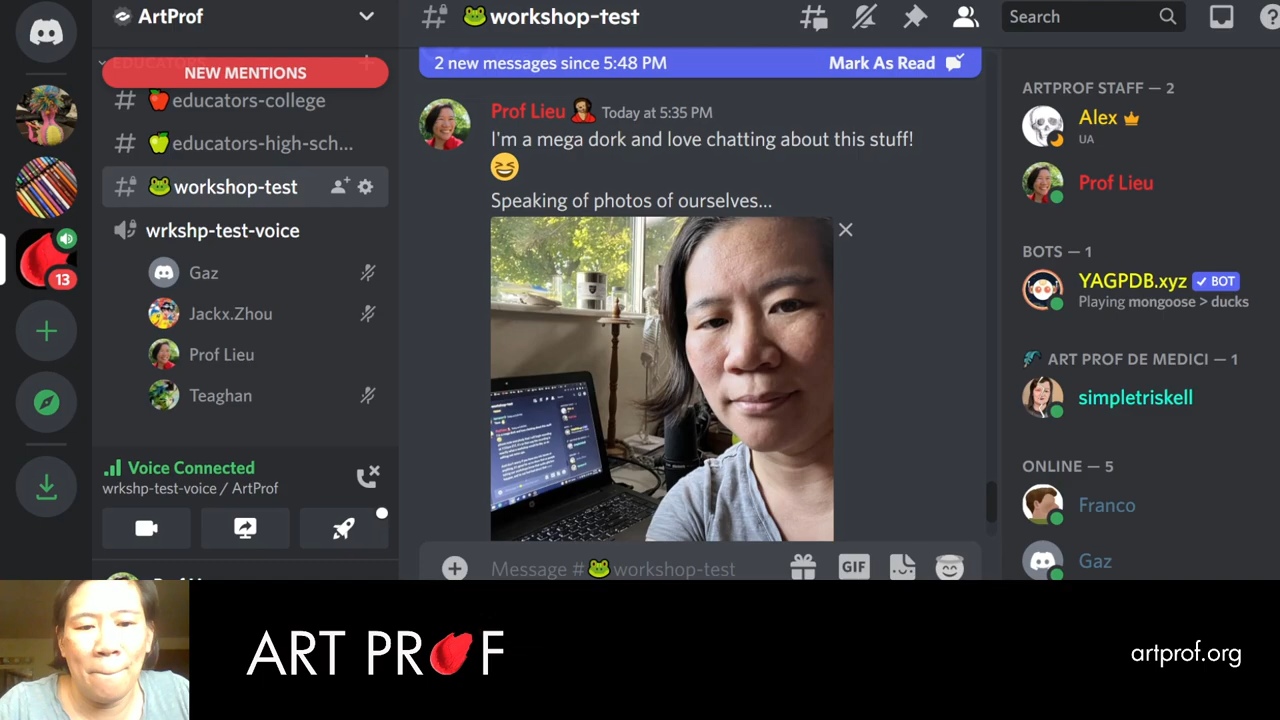 ArtProf
EDUCATORS
NEW MENTIONS
educators-college
educators-high-sch...
workshop-test
wrkshp-test-voice
Gaz
Jackx.Zhou
Prof Lieu
Teaghan
13
Voice Connected
wrkshp-test-voice / ArtProf
workshop-test
2 new messages since 5:48 PM
Mark As Read
Prof Lieu Today at 5:35 PM
I'm a mega dork and love chatting about this stuff!
Speaking of photos of ourselves...
Message #workshop-test
GIF
Search
ARTPROF STAFF — 2
Alex
UA
Prof Lieu
BOTS — 1
YAGPDB.xyz ✓ BOT
Playing mongoose > ducks
ART PROF DE MEDICI — 1
simpletriskell
ONLINE — 5
Franco
Gaz
ART PROF
artprof.org